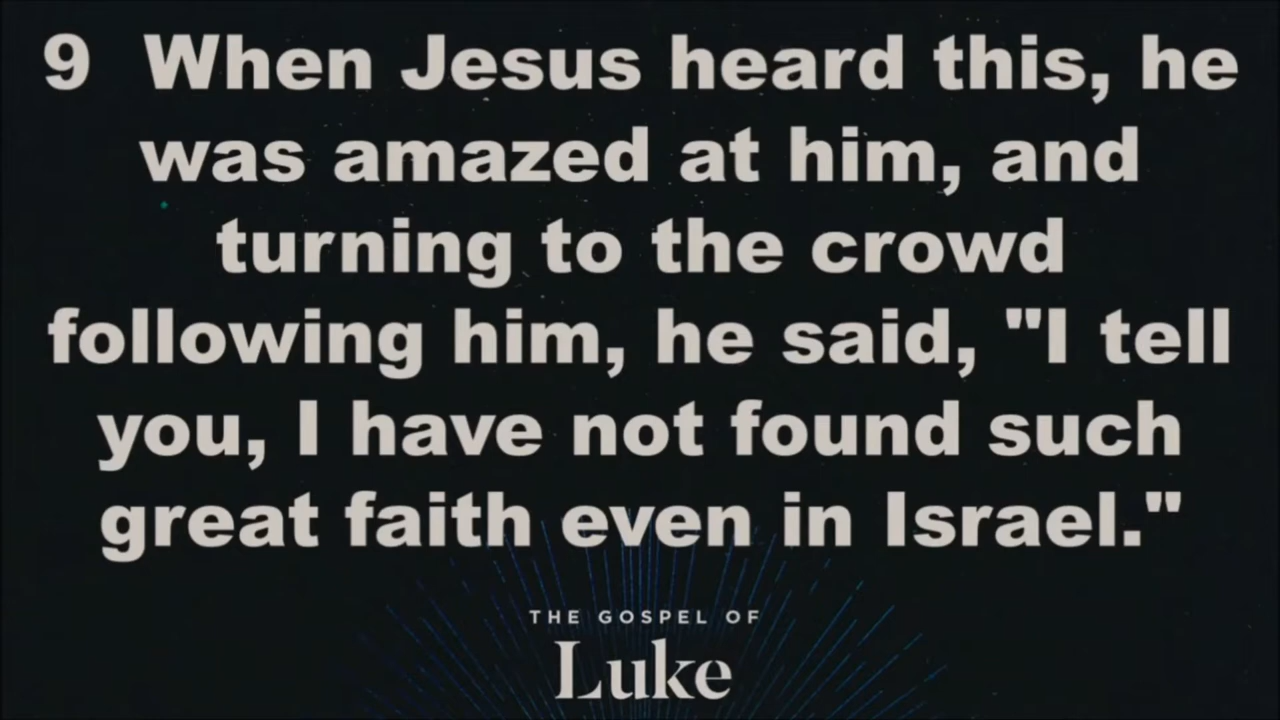 9 When Jesus heard this, he
was amazed at him, and
turning to the crowd
following him, he said, "I tell
you, I have not found such
great faith even in Israel."
THE GOSPEL OF
Luke